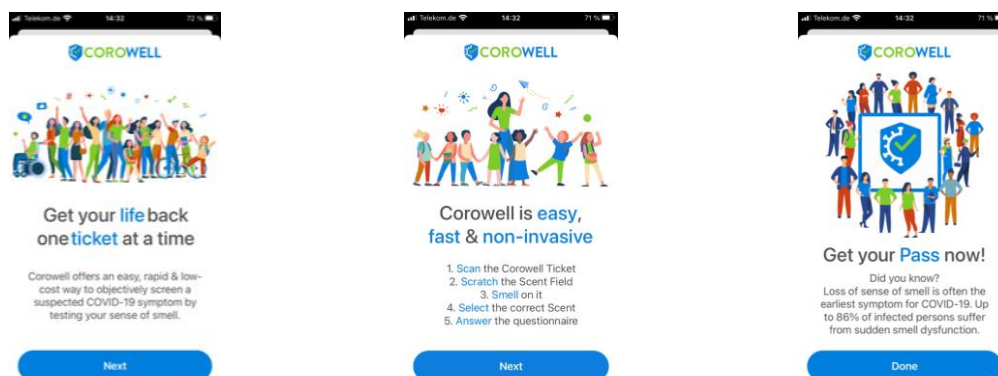 Telekom.de 14:32 72 %
COROWELL
Get your life back
one ticket at a time
Corowell offers an easy, rapid & low-
cost way to objectively screen a
suspected COVID-19 symptom by
testing your sense of smell.
Next
Telekom.de 14:32 71 %
COROWELL
Corowell is easy,
fast & non-invasive
1. Scan the Corowell Ticket
2. Scratch the Scent Field
3. Smell on it
4. Select the correct Scent
5. Answer the questionnaire
Next
Telekom.de 14:32 71 %
COROWELL
Get your Pass now!
Did you know?
Loss of sense of smell is often the
earliest symptom for COVID-19. Up
to 86% of infected persons suffer
from sudden smell dysfunction.
Done